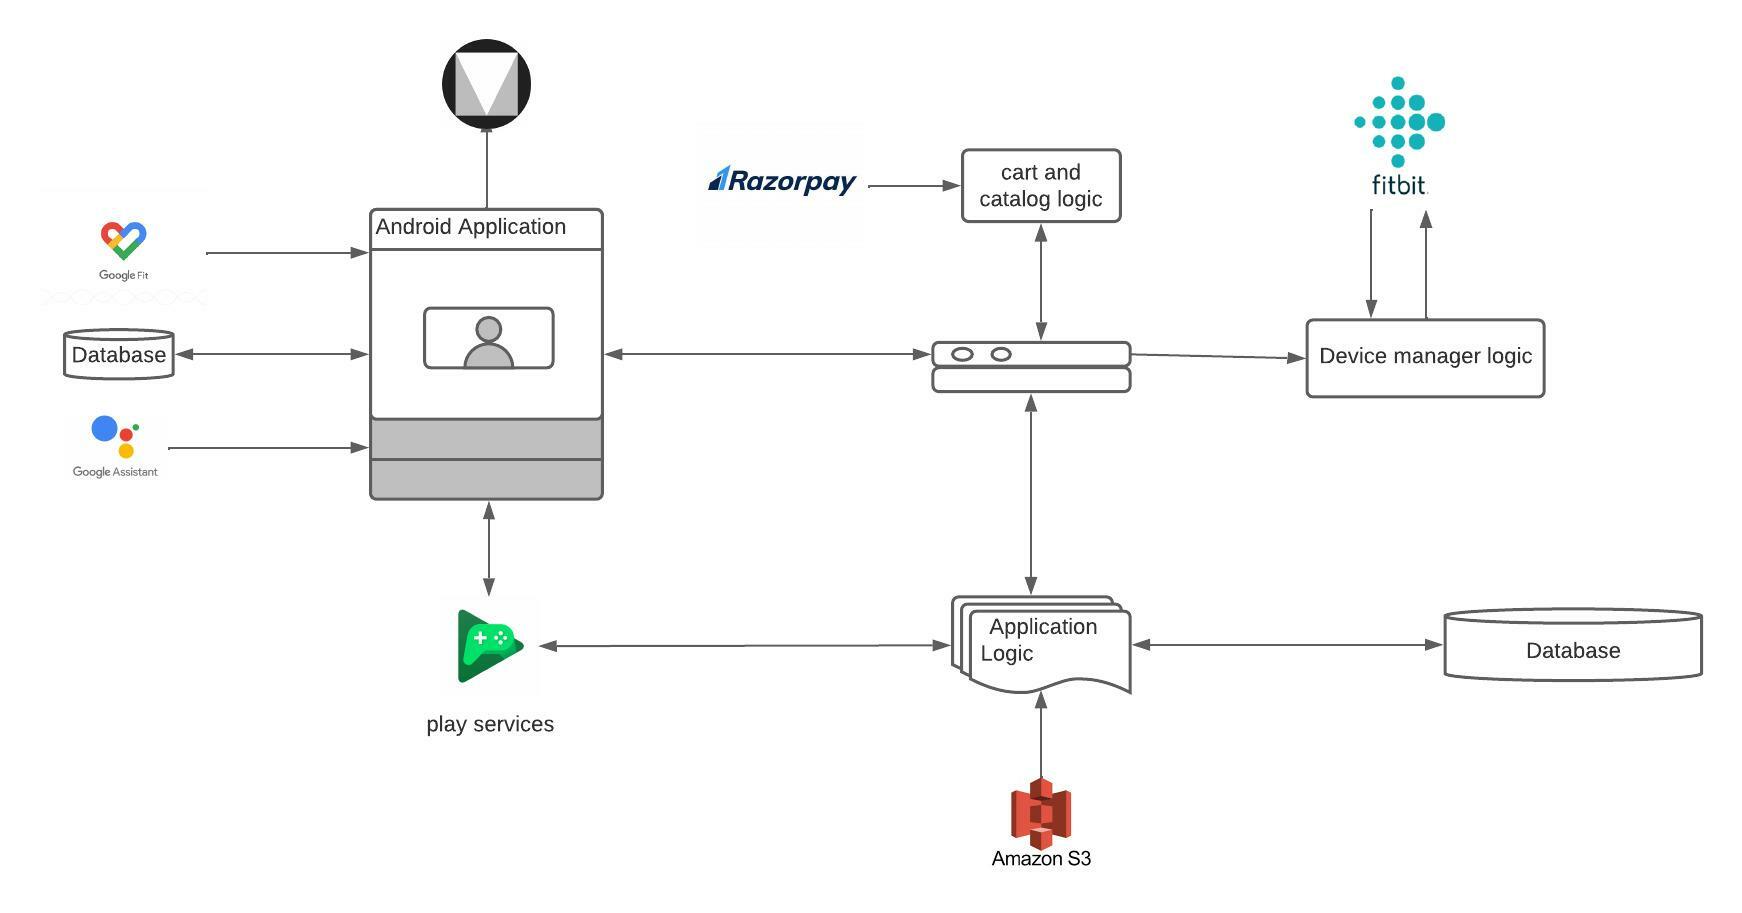 Razorpay
cart and
catalog logic
fitbit
Android Application
Google Fit
Database
Device manager logic
Google Assistant
Application
Logic
Database
play services
Amazon S3